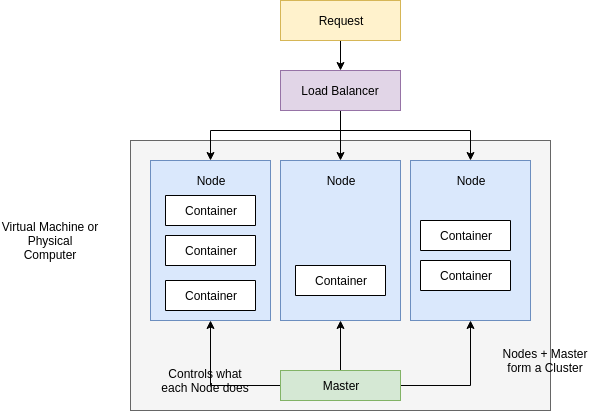 Request
Load Balancer
Node
Node
Node
Container
Container
Container
Container
Container
Container
Virtual Machine or
Physical
Computer
Controls what
each Node does
Master
Nodes + Master
form a Cluster